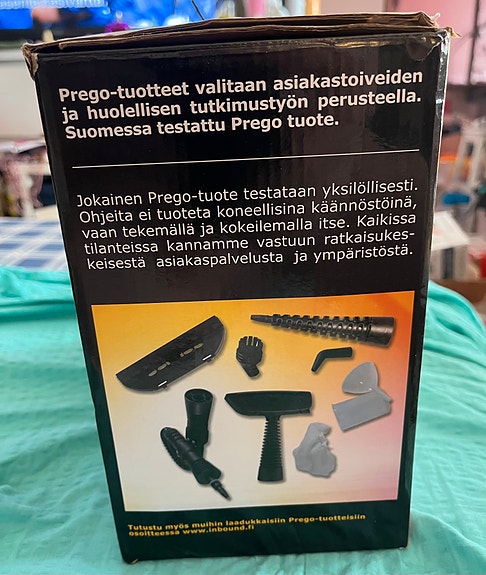 Prego-tuotteet valitaan asiakastoiveiden
ja huolellisen tutkimustyön perusteella.
Suomessa testattu Prego tuote.
Jokainen Prego-tuote testataan yksilöllisesti.
Ohjeita ei tuoteta koneellisina käännöstöinä,
vaan tekemällä ja kokeilemalla itse. Kaikissa
tilanteissa kannamme vastuun ratkaisukes-
keisestä asiakaspalvelusta ja ympäristöstä.
Tutustu myös muihin laadukkaisiin Prego-tuotteisiin
osoitteessa www.inbound.fi